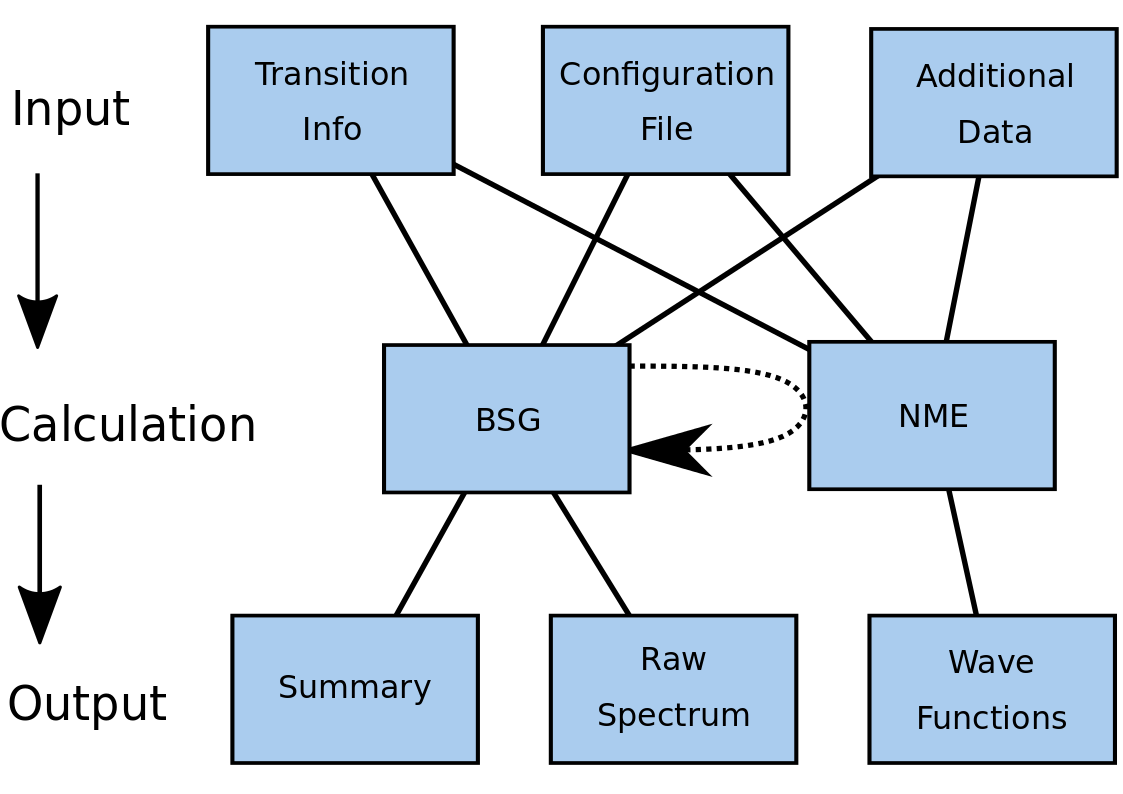 Input
Transition
Info
Configuration
File
Additional
Data
Calculation
BSG
NME
Output
Summary
Raw
Spectrum
Wave
Functions